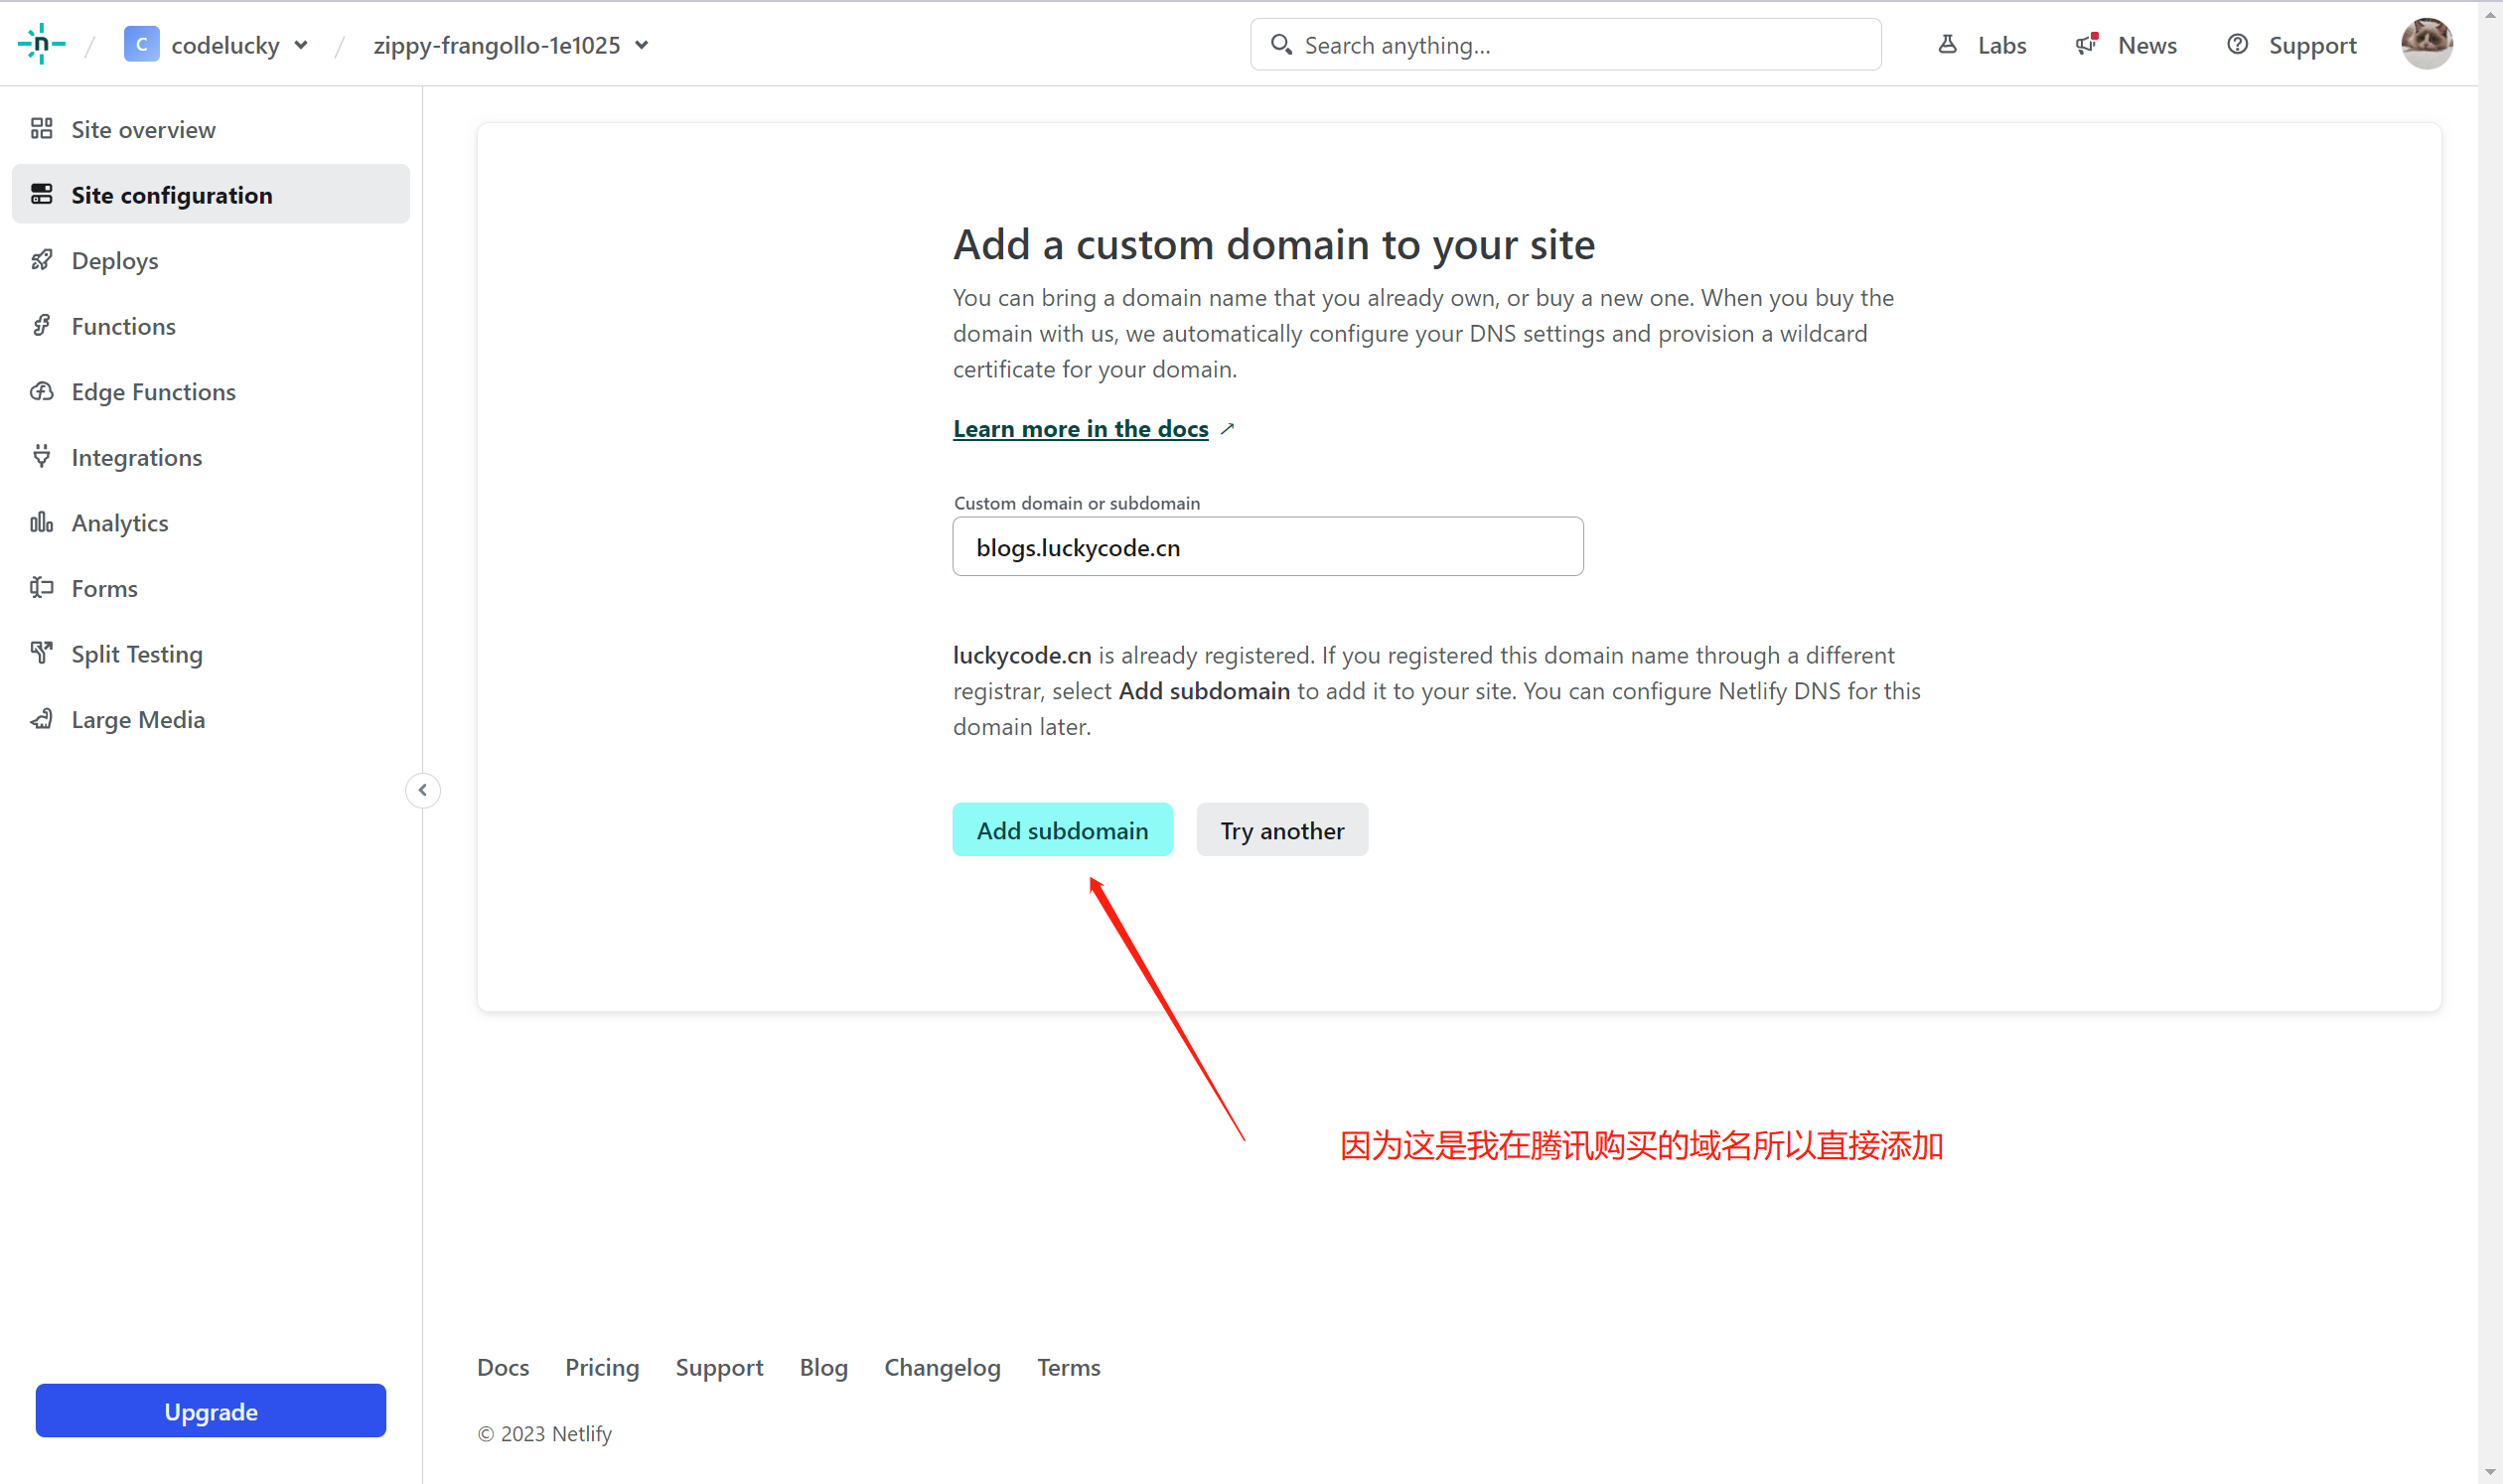 n / C codelucky / zippy-frangollo-1e1025
Search anything...
Labs
News
Support
Site overview
Site configuration
Deploys
Functions
Edge Functions
Integrations
Analytics
Forms
Split Testing
Large Media
Upgrade
Add a custom domain to your site
You can bring a domain name that you already own, or buy a new one. When you buy the
domain with us, we automatically configure your DNS settings and provision a wildcard
certificate for your domain.
Learn more in the docs ↗
Custom domain or subdomain
blogs.luckycode.cn
luckycode.cn is already registered. If you registered this domain name through a different
registrar, select Add subdomain to add it to your site. You can configure Netlify DNS for this
domain later.
Add subdomain
Try another
因为这是我在腾讯购买的域名所以直接添加
Docs Pricing Support Blog Changelog Terms
© 2023 Netlify